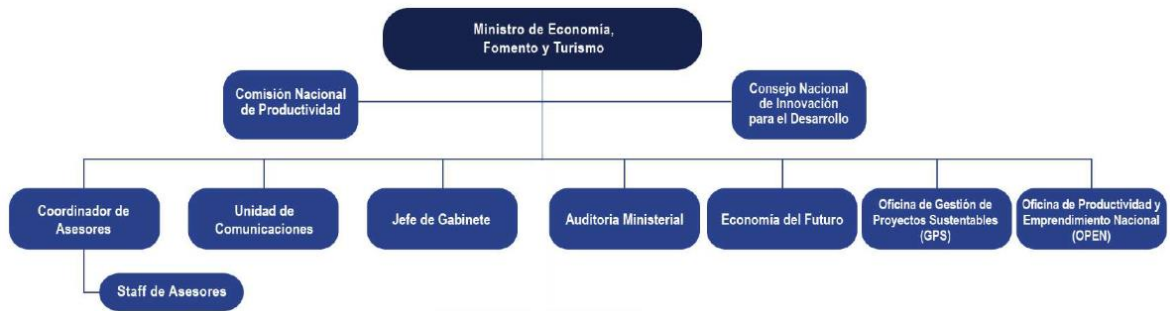 Ministro de Economía,
Fomento y Turismo
Comisión Nacional
de Productividad
Consejo Nacional
de Innovación
para el Desarrollo
Coordinador de
Asesores
Unidad de
Comunicaciones
Jefe de Gabinete
Auditoria Ministerial
Economía del Futuro
Oficina de Gestión de
Proyectos Sustentables
(GPS)
Oficina de Productividad y
Emprendimiento Nacional
(OPEN)
Staff de Asesores